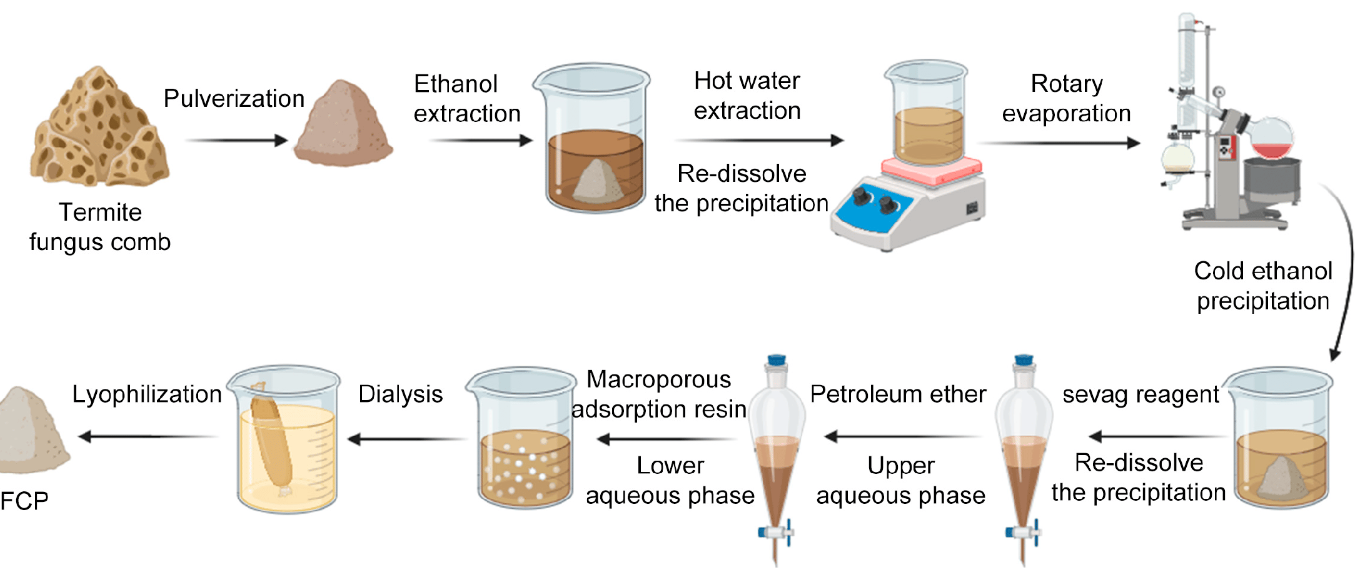 Pulverization
Ethanol
extraction
Hot water
extraction
Re-dissolve
the precipitation
Rotary
evaporation
Termite
fungus comb
Cold ethanol
precipitation
sevag reagent
Re-dissolve
the precipitation
Petroleum ether
Upper
aqueous phase
Macroporous
adsorption resin
Lower
aqueous phase
Dialysis
Lyophilization
FCP